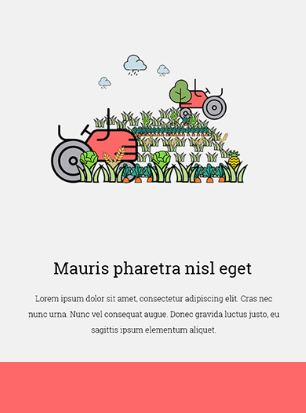 Mauris pharetra nisl eget
Lorem ipsum dolor sit amet, consectetur adipiscing elit. Cras nec
nunc urna. Nunc vel consequat augue. Donec gravida luctus justo, eu
sagittis ipsum elementum aliquet.